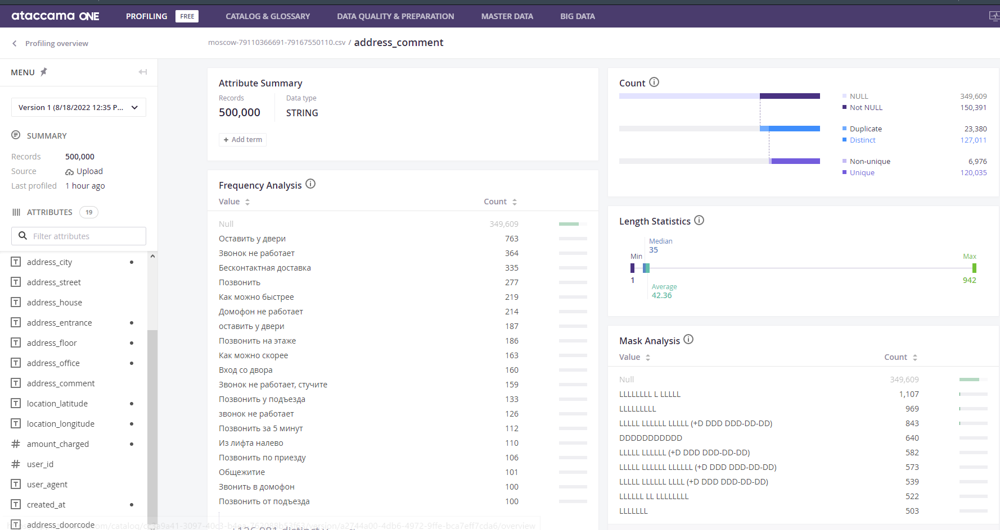 ataccama ONE
PROFILING FREE CATALOG & GLOSSARY DATA QUALITY & PREPARATION MASTER DATA BIG DATA
Profiling overview
moscow-79110366691-79167550110.csv / address_comment
MENU
Version 1 (8/18/2022 12:35 P...
SUMMARY
Records 500,000
Source Upload
Last profiled 1 hour ago
ATTRIBUTES 19
Filter attributes
address_city
address_street
address_house
address_entrance
address_floor
address_office
address_comment
location_latitude
location_longitude
amount_charged
user_id
user_agent
created_at
address_doorcode
Attribute Summary
Records Data type
500,000 STRING
+ Add term
Frequency Analysis
Value Count
Null 349,609
Оставить у двери 763
Звонок не работает 364
Бесконтактная доставка 335
Позвонить 277
Как можно быстрее 219
Домофон не работает 214
оставить у двери 187
Позвонить на этаже 186
Как можно скорее 163
Вход со двора 160
Звонок не работает, стучите 159
Позвонить у подъезда 133
звонок не работает 126
Позвонить за 5 минут 112
Из лифта налево 110
Позвонить по приезду 106
Общежитие 101
Звонить в домофон 100
Позвонить от подъезда 100
Count
NULL 349,609
Not NULL 150,391
Duplicate 23,380
Distinct 127,011
Non-unique 6,976
Unique 120,035
Length Statistics
Median
35
Min
1
Max
942
Average
42.36
Mask Analysis
Value Count
Null 349,609
LLLLLLLL L LLLLL 1,107
LLLLLLLLL 969
LLLLL LLLLLL LLLLL (+D DDD DDD-DD-DD) 843
DDDDDDDDDDD 640
LLLLL LLLLLL (+D DDD DDD-DD-DD) 582
LLLLL LLLLLL LLLLLL (+D DDD DDD-DD-DD) 573
LLLLL LLLLLL LLLL (+D DDD DDD-DD-DD) 539
LLLLLL LL LLLLLLLL 522
LLLLLLL 503